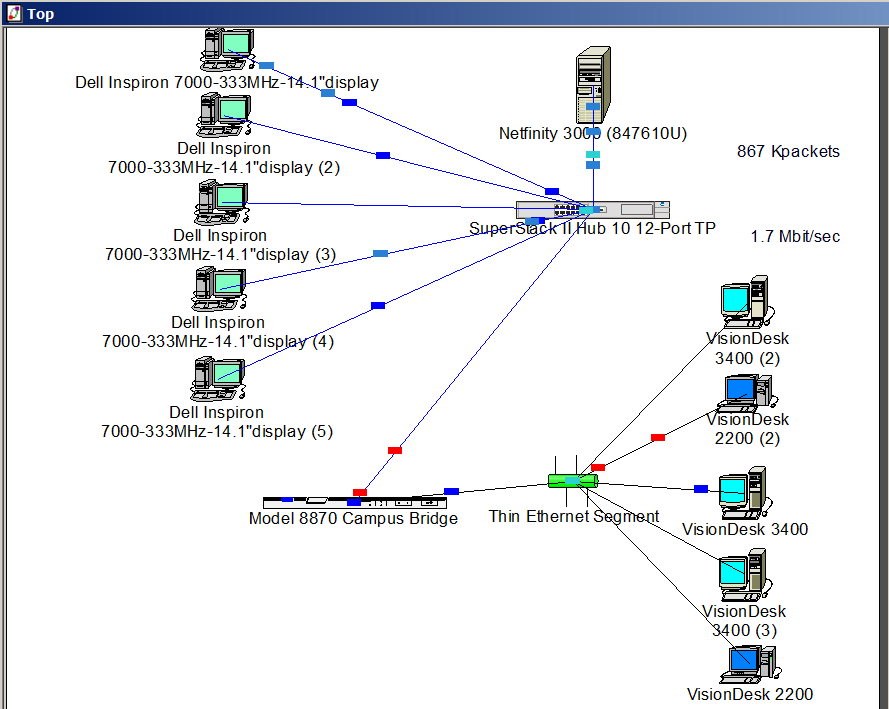 Top
Dell Inspiron 7000-333MHz-14.1"display
Netfinity 3000 (847610U)
Dell Inspiron
7000-333MHz-14.1"display (2)
867 Kpackets
SuperStack II Hub 10 12-Port TP
Dell Inspiron
7000-333MHz-14.1"display (3)
1.7 Mbit/sec
Dell Inspiron
7000-333MHz-14.1"display (4)
VisionDesk
3400 (2)
Dell Inspiron
7000-333MHz-14.1"display (5)
VisionDesk
2200 (2)
Model 8870 Campus Bridge
Thin Ethernet Segment
VisionDesk 3400
VisionDesk
3400 (3)
VisionDesk 2200